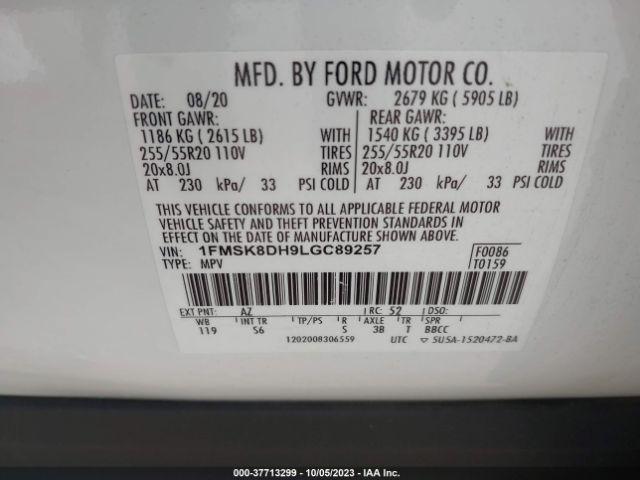 MFD. BY FORD MOTOR CO.
DATE: 08/20 GVWR: 2679 KG ( 5905 LB)
FRONT GAWR: REAR GAWR:
1186 KG ( 2615 LB) WITH 1540 KG ( 3395 LB) WITH
255/55R20 110V TIRES 255/55R20 110V TIRES
20x8.0J RIMS 20x8.0J RIMS
AT 230 kPa/ 33 PSI COLD AT 230 kPa/ 33 PSI COLD
THIS VEHICLE CONFORMS TO ALL APPLICABLE FEDERAL MOTOR
VEHICLE SAFETY AND THEFT PREVENTION STANDARDS IN
EFFECT ON THE DATE OF MANUFACTURE SHOWN ABOVE.
VIN: 1FMSK8DH9LGC89257 F0086
TYPE: MPV T0159
EXT PNT: AZ RC: 52 DSO:
WB INT TR TP/PS R AXLE TR SPR
119 S6 S 3B T BBCC
1202008306559 UTC ▽ 5U5A-1520472-BA
000-37713299 - 10/05/2023 - IAA Inc.